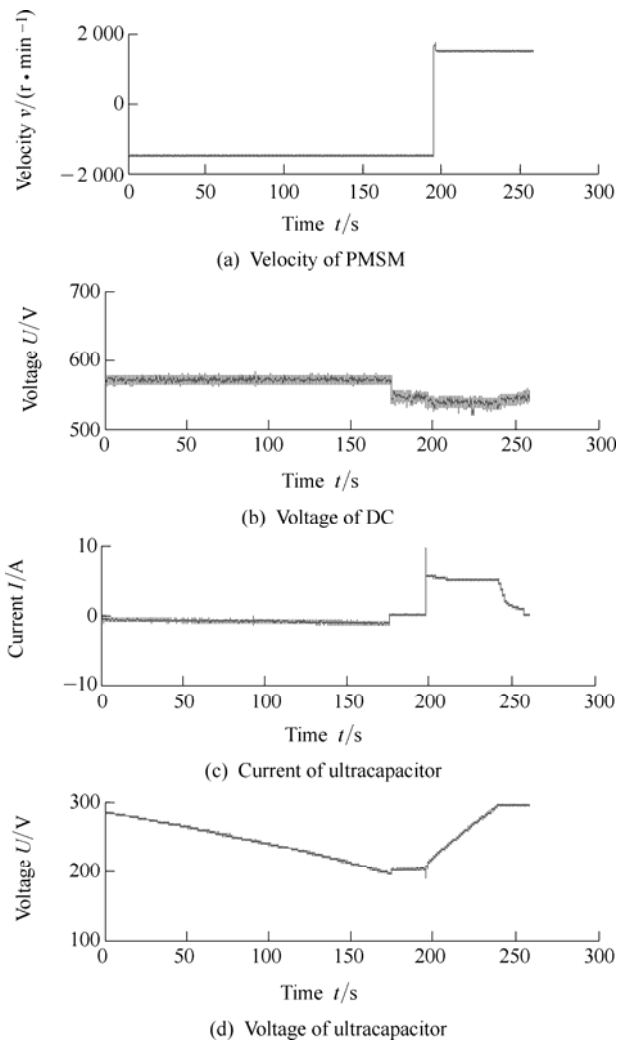 Velocity v/(r • min⁻¹)
2 000
0
−2 000
0 50 100 150 200 250 300
Time t/s
(a) Velocity of PMSM
Voltage U/V
700
600
500
0 50 100 150 200 250 300
Time t/s
(b) Voltage of DC
Current I/A
10
0
−10
0 50 100 150 200 250 300
Time t/s
(c) Current of ultracapacitor
Voltage U/V
300
200
100
0 50 100 150 200 250 300
Time t/s
(d) Voltage of ultracapacitor